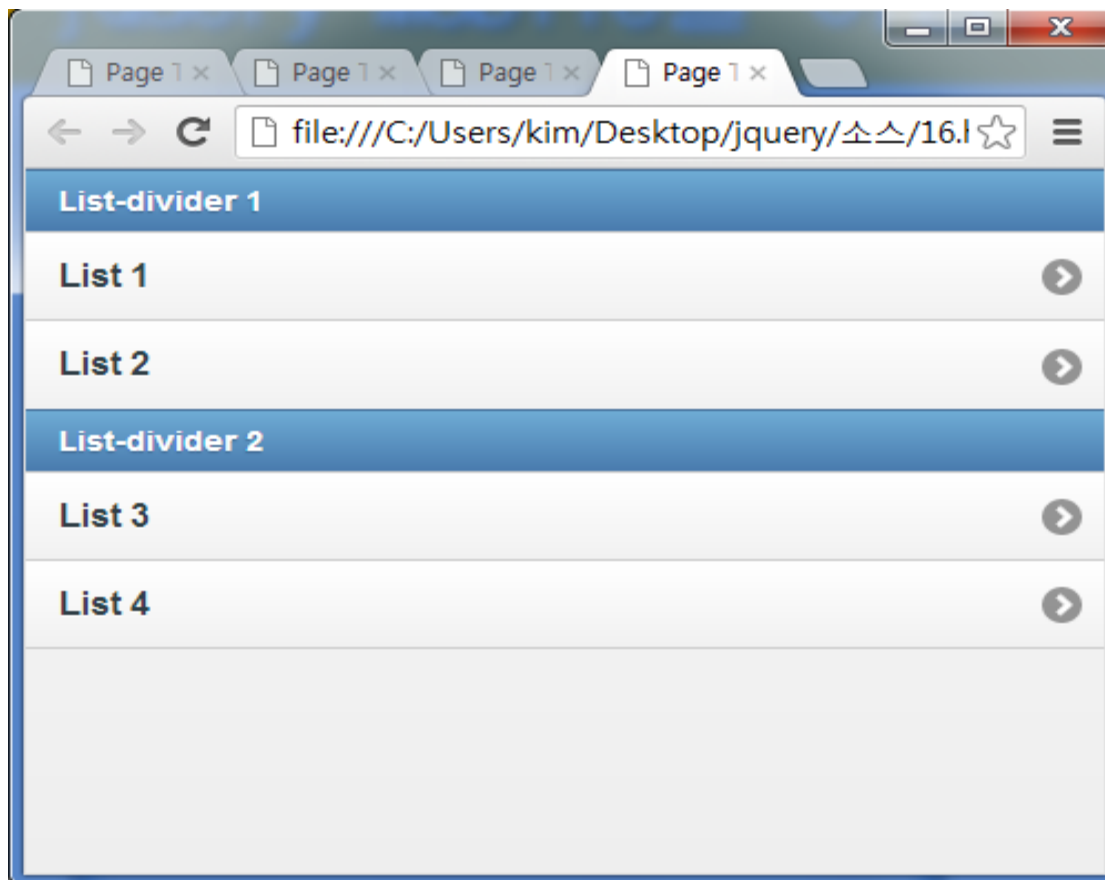 Page T
Page T
Page T
Page T
file:///C:/Users/kim/Desktop/jquery/소스/16.h
List-divider 1
List 1
List 2
List-divider 2
List 3
List 4